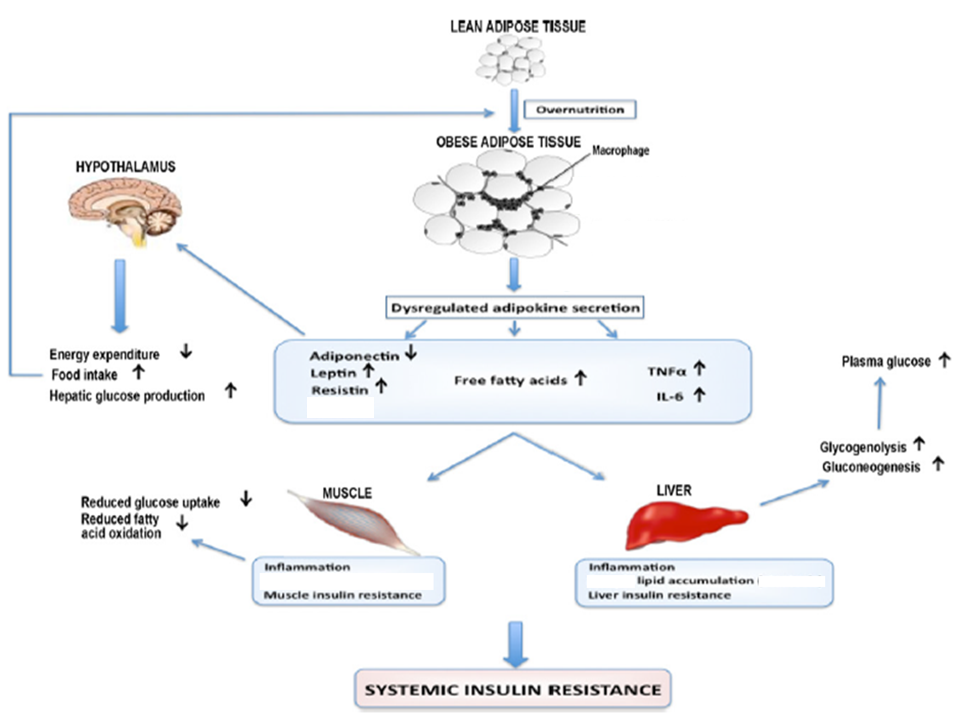 LEAN ADIPOSE TISSUE
Overnutrition
OBESE ADIPOSE TISSUE
Macrophage
HYPOTHALAMUS
Dysregulated adipokine secretion
Energy expenditure ↓
Food intake ↑
Hepatic glucose production ↑
Adiponectin ↓
Leptin ↑
Resistin ↑
Free fatty acids ↑
TNFα ↑
IL-6 ↑
Plasma glucose ↑
Glycogenolysis ↑
Gluconeogenesis ↑
MUSCLE
LIVER
Reduced glucose uptake ↓
Reduced fatty ↓
acid oxidation
Inflammation
Muscle insulin resistance
Inflammation
lipid accumulation
Liver insulin resistance
SYSTEMIC INSULIN RESISTANCE